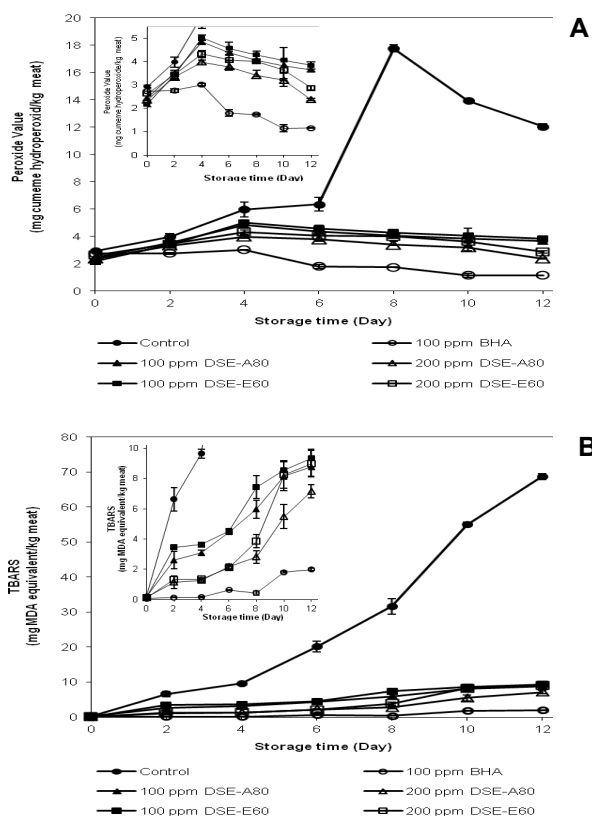 A
Peroxide Value
(mg cumeme hydroperoxid/kg meat)
20
18
16
14
12
10
8
6
4
2
0
0 2 4 6 8 10 12
Storage time (Day)
Peroxide Value
(mg cumeme hydroperoxid/kg meat)
5
4
3
2
1
0
0 2 4 6 8 10 12
Storage time (Day)
Control
100 ppm BHA
100 ppm DSE-A80
200 ppm DSE-A80
100 ppm DSE-E60
200 ppm DSE-E60
B
TBARS
(mg MDA equivalent/kg meat)
80
70
60
50
40
30
20
10
0
0 2 4 6 8 10 12
Storage time (Day)
TBARS
(mg MDA equivalent/kg meat)
10
8
6
4
2
0
0 2 4 6 8 10 12
Storage time (Day)
Control
100 ppm BHA
100 ppm DSE-A80
200 ppm DSE-A80
100 ppm DSE-E60
200 ppm DSE-E60